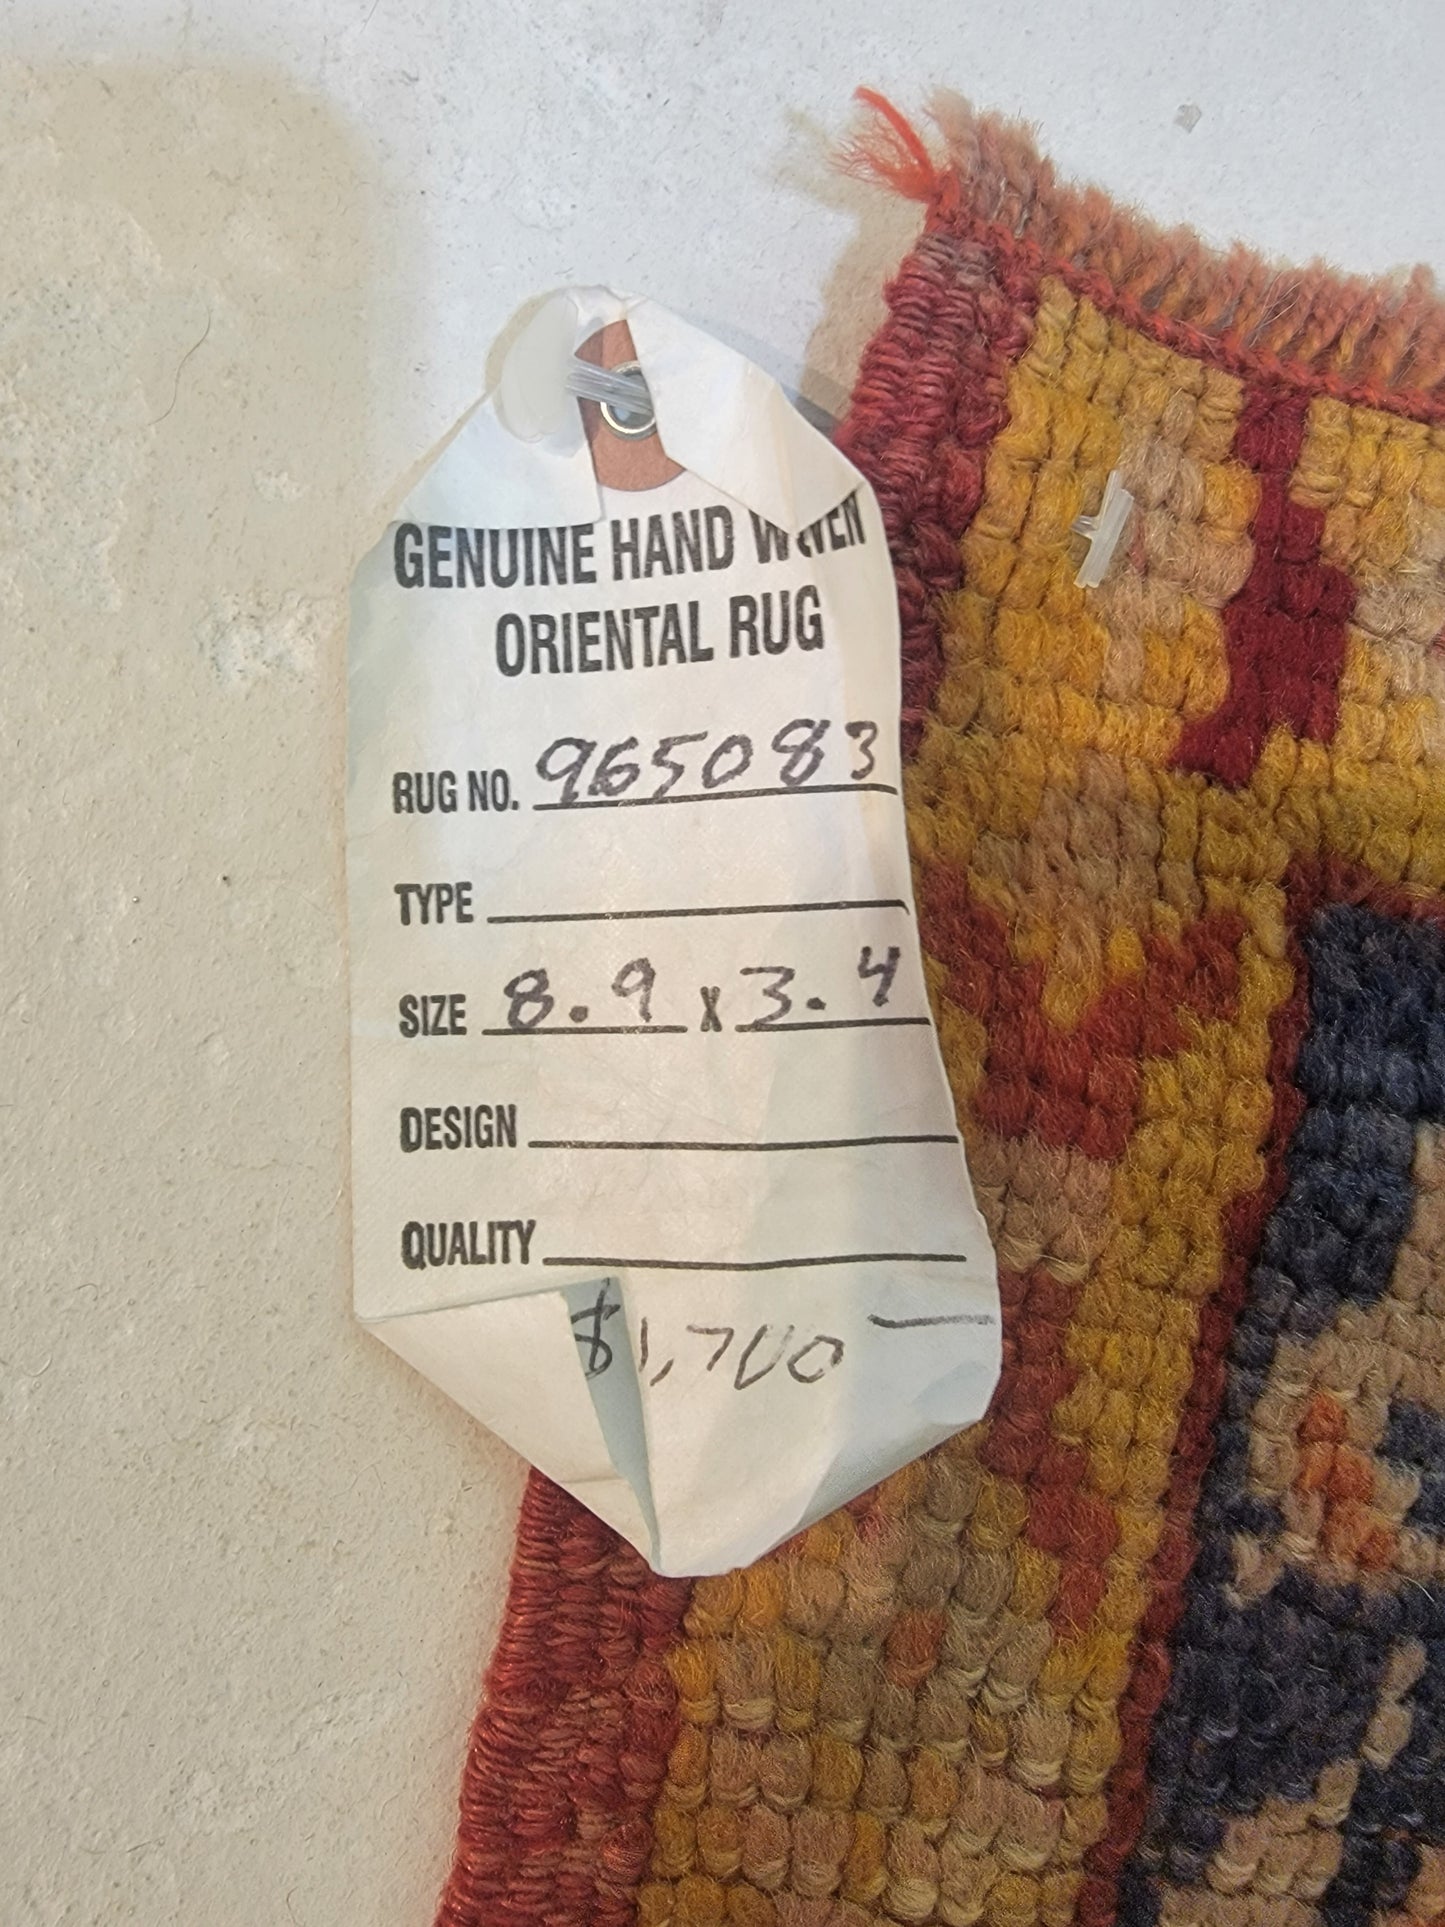 GENUINE HAND WOVEN
ORIENTAL RUG
RUG NO. 965083
TYPE
SIZE 8.9 X 3.4
DESIGN
QUALITY
$1,700